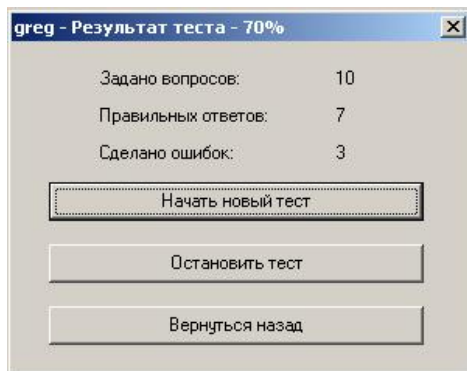 greg - Результат теста - 70%
Задано вопросов: 10
Правильных ответов: 7
Сделано ошибок: 3
Начать новый тест
Остановить тест
Вернуться назад